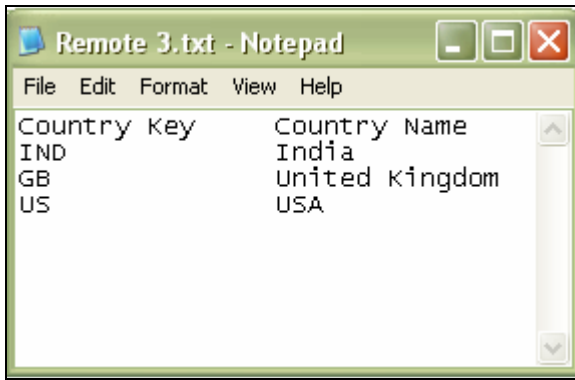 Remote 3.txt - Notepad
File Edit Format View Help
Country Key Country Name
IND India
GB United Kingdom
US USA